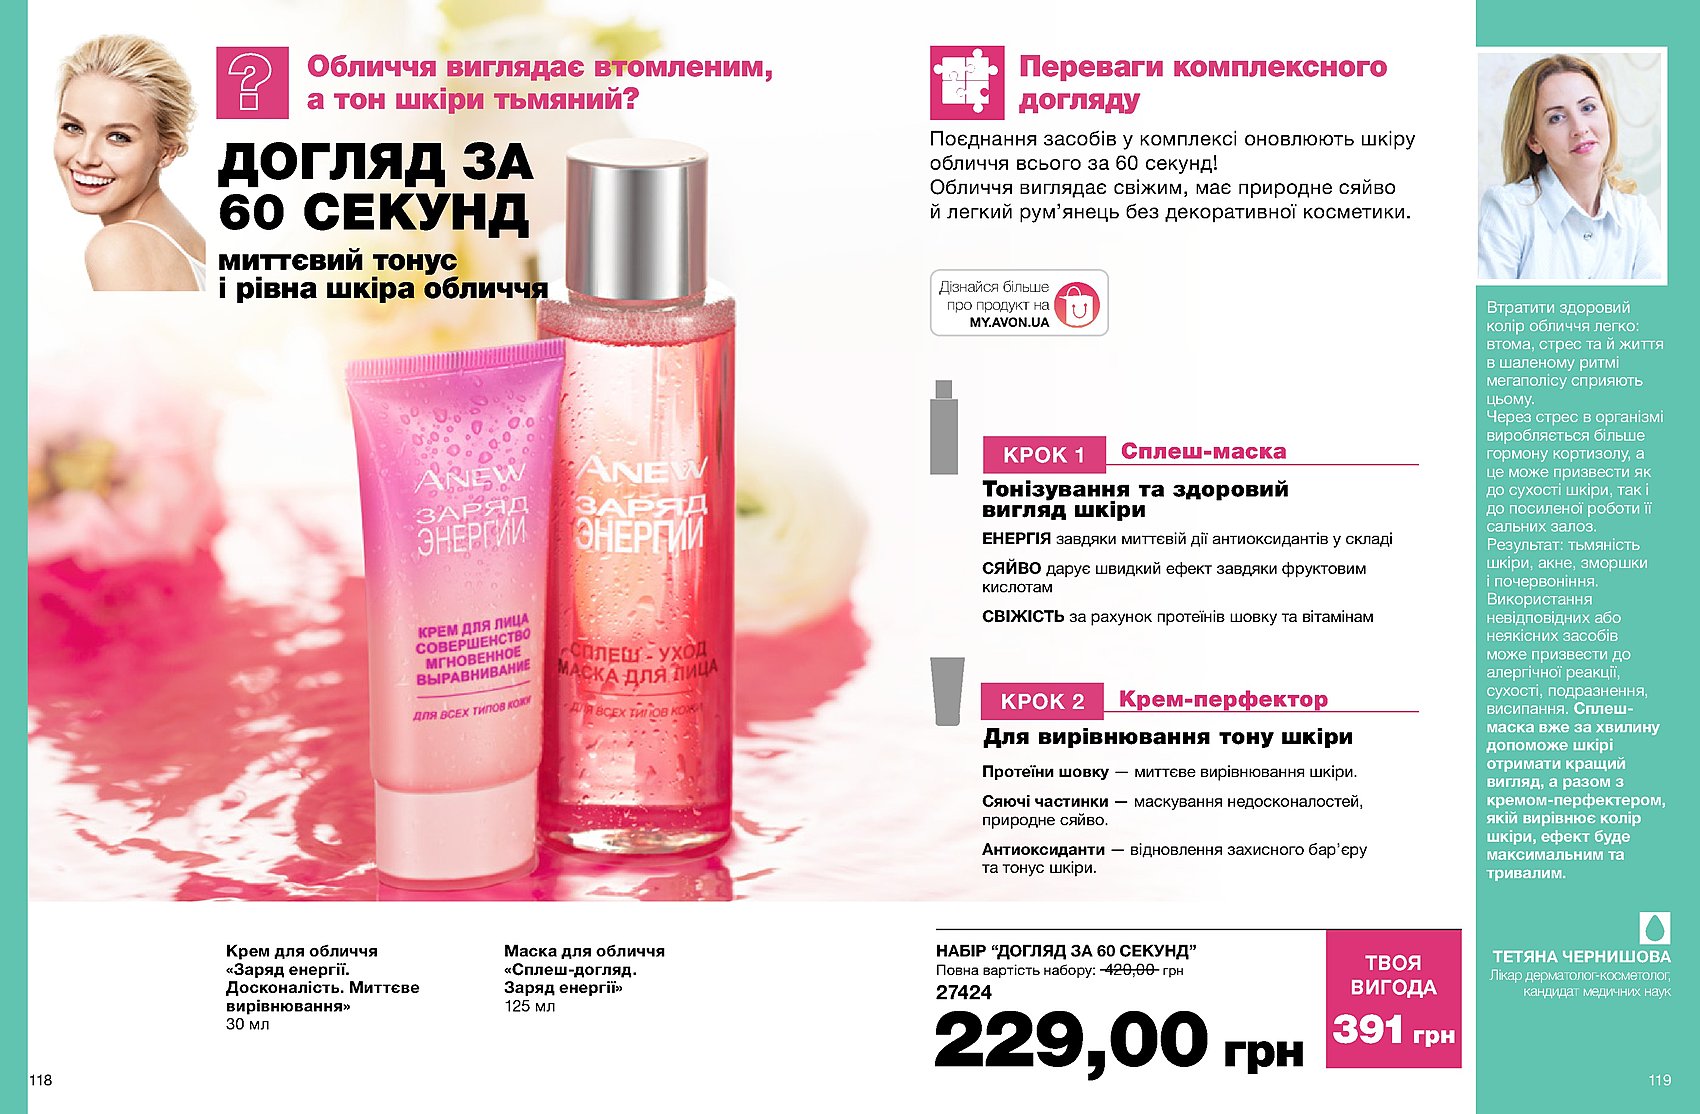 Обличчя виглядає втомленим,
а тон шкіри тьмяний?
ДОГЛЯД ЗА
60 СЕКУНД
миттєвий тонус
і рівна шкіра обличчя
ANEW
ЗАРЯД
ЭНЕРГИИ
КРЕМ ДЛЯ ЛИЦА
СОВЕРШЕНСТВО
МГНОВЕННОЕ
ВЫРАВНИВАНИЕ
ДЛЯ ВСЕХ ТИПОВ КОЖИ
ANEW
ЗАРЯД
ЭНЕРГИИ
СПЛЕШ - УХОД
МАСКА ДЛЯ ЛИЦА
ДЛЯ ВСЕХ ТИПОВ КОЖИ
Крем для обличчя
«Заряд енергії.
Досконалість. Миттєве
вирівнювання»
30 мл
Маска для обличчя
«Сплеш-догляд.
Заряд енергії»
125 мл
118
Переваги комплексного
догляду
Поєднання засобів у комплексі оновлюють шкіру
обличчя всього за 60 секунд!
Обличчя виглядає свіжим, має природне сяйво
й легкий рум’янець без декоративної косметики.
Дізнайся більше
про продукт на
MY.AVON.UA
КРОК 1 Сплеш-маска
Тонізування та здоровий
вигляд шкіри
ЕНЕРГІЯ завдяки миттєвій дії антиоксидантів у складі
СЯЙВО дарує швидкий ефект завдяки фруктовим
кислотам
СВІЖІСТЬ за рахунок протеїнів шовку та вітамінам
КРОК 2 Крем-перфектор
Для вирівнювання тону шкіри
Протеїни шовку — миттєве вирівнювання шкіри.
Сяючі частинки — маскування недосконалостей,
природне сяйво.
Антиоксиданти — відновлення захисного бар’єру
та тонус шкіри.
НАБІР “ДОГЛЯД ЗА 60 СЕКУНД”
Повна вартість набору: 420,00 грн
27424
229,00 грн
ТВОЯ
ВИГОДА
391 грн
Втратити здоровий
колір обличчя легко:
втома, стрес та й життя
в шаленому ритмі
мегаполісу сприяють
цьому.
Через стрес в організмі
виробляється більше
гормону кортизолу, а
це може призвести як
до сухості шкіри, так і
до посиленої роботи її
сальних залоз.
Результат: тьмяність
шкіри, акне, зморшки
і почервоніння.
Використання
невідповідних або
неякісних засобів
може призвести до
алергічної реакції,
сухості, подразнення,
висипання. Сплеш-
маска вже за хвилину
допоможе шкірі
отримати кращий
вигляд, а разом з
кремом-перфектером,
якій вирівнює колір
шкіри, ефект буде
максимальним та
тривалим.
ТЕТЯНА ЧЕРНИШОВА
Лікар дерматолог-косметолог,
кандидат медичних наук
119